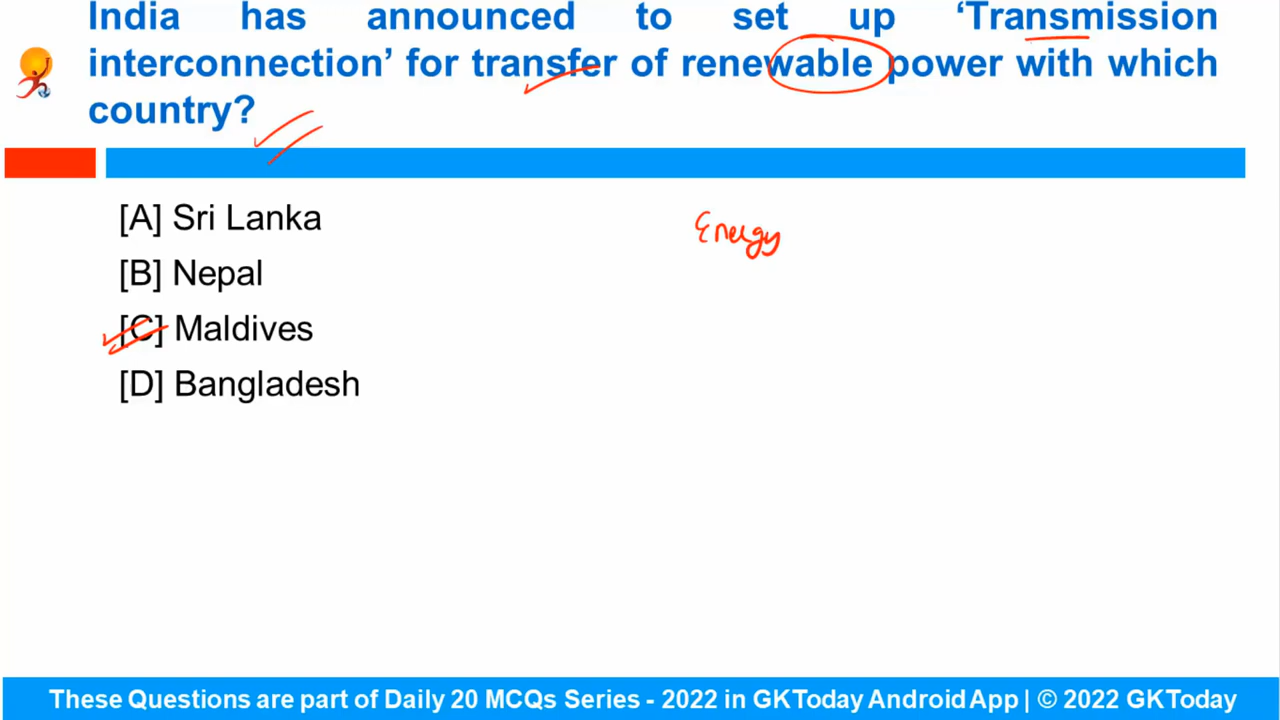 India has announced to set up ‘Transmission
interconnection’ for transfer of renewable power with which
country?
[A] Sri Lanka
Energy
[B] Nepal
[C] Maldives
[D] Bangladesh
These Questions are part of Daily 20 MCQs Series - 2022 in GKToday Android App | © 2022 GKToday